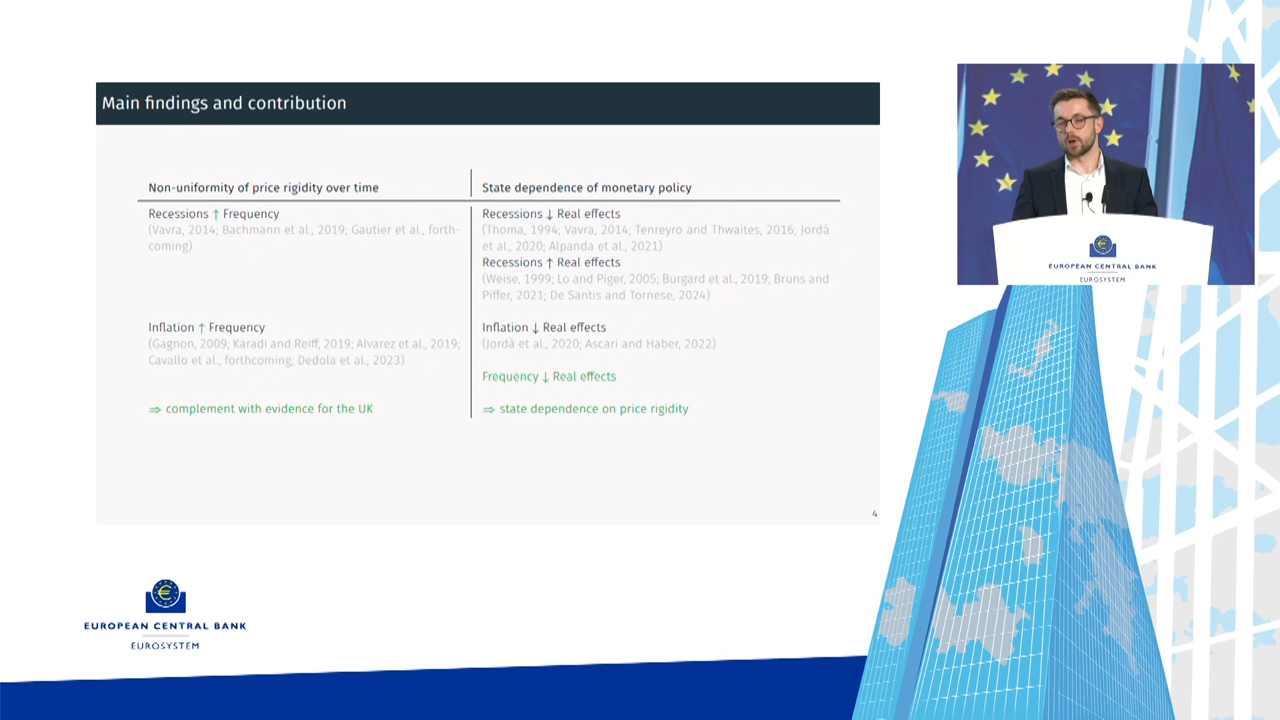 Main findings and contribution
Non-uniformity of price rigidity over time
Recessions ↑ Frequency
(Vavra, 2014; Bachmann et al., 2019; Gautier et al., forth-
coming)
Inflation ↑ Frequency
(Gagnon, 2009; Karadi and Reiff, 2019; Alvarez et al., 2019;
Cavallo et al., forthcoming; Dedola et al., 2023)
⇒ complement with evidence for the UK
State dependence of monetary policy
Recessions ↓ Real effects
(Thoma, 1994; Vavra, 2014; Tenreyro and Thwaites, 2016; Jordà
et al., 2020; Alpanda et al., 2021)
Recessions ↑ Real effects
(Weise, 1999; Lo and Piger, 2005; Burgard et al., 2019; Bruns and
Piffer, 2021; De Santis and Tornese, 2024)
Inflation ↓ Real effects
(Jordà et al., 2020; Ascari and Haber, 2022)
Frequency ↓ Real effects
⇒ state dependence on price rigidity
4
EUROPEAN CENTRAL BANK
EUROSYSTEM
EUROPEAN CENTRAL BANK
EUROSYSTEM